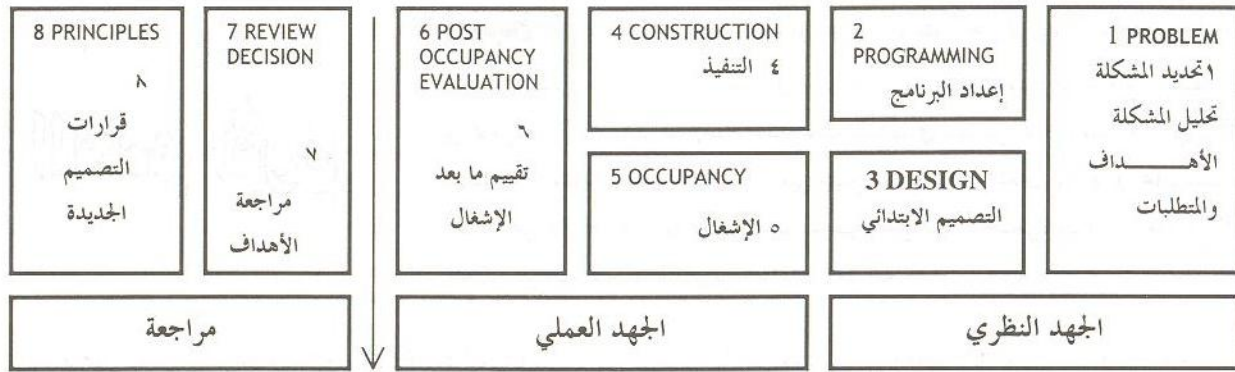 1 PROBLEM
١تحديد المشكلة
تحليل المشكلة
الأهـــــــداف
والمتطلبات
2
PROGRAMMING
إعداد البرنامج
3 DESIGN
التصميم الابتدائي
الجهد النظري
4 CONSTRUCTION
٤ التنفيذ
5 OCCUPANCY
٥ الإشغال
6 POST
OCCUPANCY
EVALUATION
٦
تقييم ما بعد
الإشغال
الجهد العملي
7 REVIEW
DECISION
٧
مراجعة
الأهداف
8 PRINCIPLES
٨
قرارات
التصميم
الجديدة
مراجعة